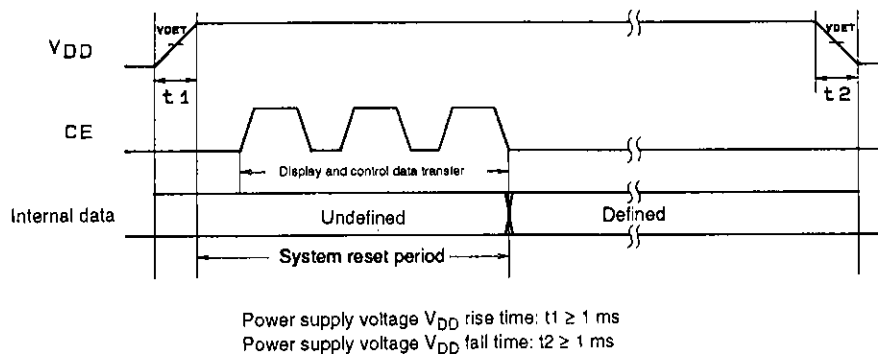 VDET
VDD
t1
VDET
t2
CE
Display and control data transfer
Internal data
Undefined
Defined
System reset period
Power supply voltage VDD rise time: t1 ≥ 1 ms
Power supply voltage VDD fall time: t2 ≥ 1 ms